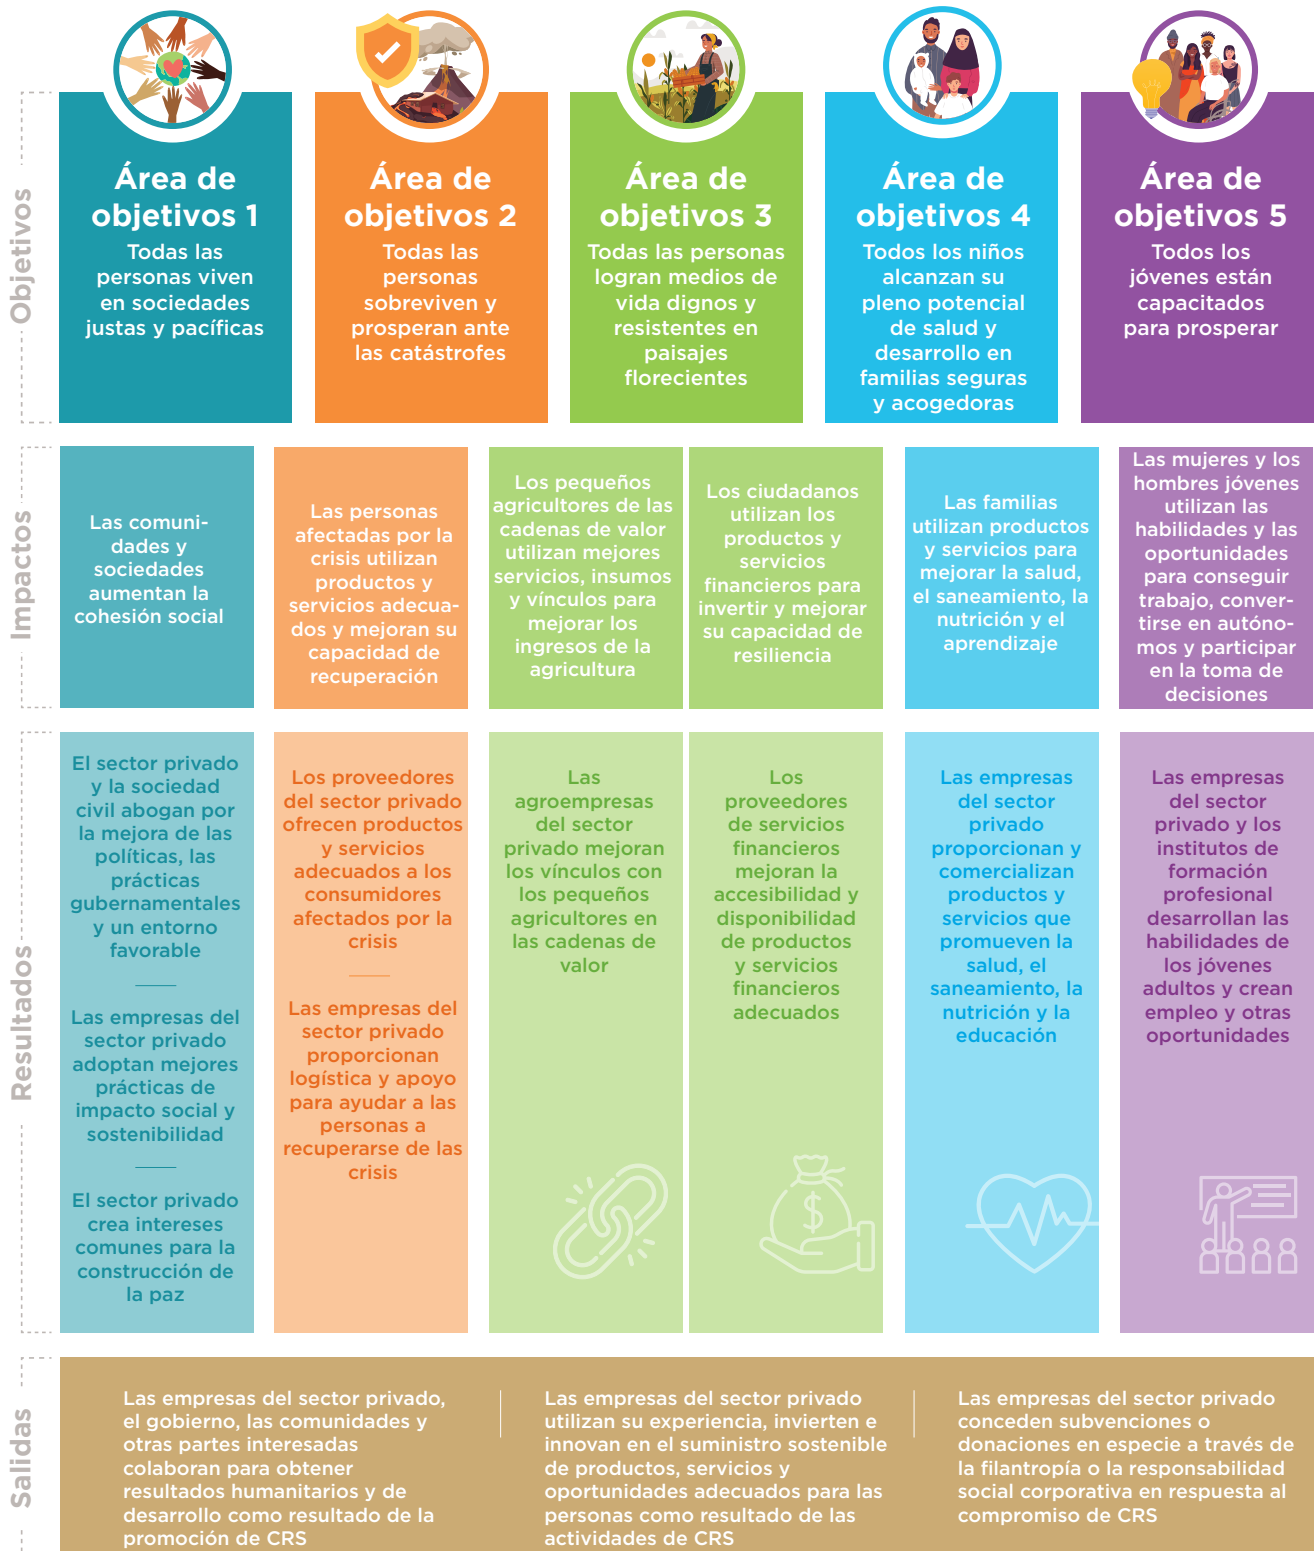 Objetivos
Área de
objetivos 1
Todas las
personas viven
en sociedades
justas y pacíficas
Área de
objetivos 2
Todas las
personas
sobreviven y
prosperan ante
las catástrofes
Área de
objetivos 3
Todas las personas
logran medios de
vida dignos y
resistentes en
paisajes
florecientes
Área de
objetivos 4
Todos los niños
alcanzan su
pleno potencial
de salud y
desarrollo en
familias seguras
y acogedoras
Área de
objetivos 5
Todos los
jóvenes están
capacitados
para prosperar
Impactos
Las comuni-
dades y
sociedades
aumentan la
cohesión social
Las personas
afectadas por la
crisis utilizan
productos y
servicios adecua-
dos y mejoran su
capacidad de
recuperación
Los pequeños
agricultores de las
cadenas de valor
utilizan mejores
servicios, insumos
y vínculos para
mejorar los
ingresos de la
agricultura
Los ciudadanos
utilizan los
productos y
servicios
financieros para
invertir y mejorar
su capacidad de
resiliencia
Las familias
utilizan productos
y servicios para
mejorar la salud,
el saneamiento, la
nutrición y el
aprendizaje
Las mujeres y los
hombres jóvenes
utilizan las
habilidades y las
oportunidades
para conseguir
trabajo, conver-
tirse en autóno-
mos y participar
en la toma de
decisiones
Resultados
El sector privado
y la sociedad
civil abogan por
la mejora de las
políticas, las
prácticas
gubernamentales
y un entorno
favorable
Las empresas del
sector privado
adoptan mejores
prácticas de
impacto social y
sostenibilidad
El sector privado
crea intereses
comunes para la
construcción de
la paz
Los proveedores
del sector privado
ofrecen productos
y servicios
adecuados a los
consumidores
afectados por la
crisis
Las empresas del
sector privado
proporcionan
logística y apoyo
para ayudar a las
personas a
recuperarse de las
crisis
Las
agroempresas
del sector
privado mejoran
los vínculos con
los pequeños
agricultores en
las cadenas de
valor
Los
proveedores
de servicios
financieros
mejoran la
accesibilidad y
disponibilidad
de productos
y servicios
financieros
adecuados
$
Las empresas
del sector
privado
proporcionan y
comercializan
productos y
servicios que
promueven la
salud, el
saneamiento, la
nutrición y la
educación
Las empresas
del sector
privado y los
institutos de
formación
profesional
desarrollan las
habilidades de
los jóvenes
adultos y crean
empleo y otras
oportunidades
Salidas
Las empresas del sector privado,
el gobierno, las comunidades y
otras partes interesadas
colaboran para obtener
resultados humanitarios y de
desarrollo como resultado de la
promoción de CRS
Las empresas del sector privado
utilizan su experiencia, invierten e
innovan en el suministro sostenible
de productos, servicios y
oportunidades adecuados para las
personas como resultado de las
actividades de CRS
Las empresas del sector privado
conceden subvenciones o
donaciones en especie a través de
la filantropía o la responsabilidad
social corporativa en respuesta al
compromiso de CRS